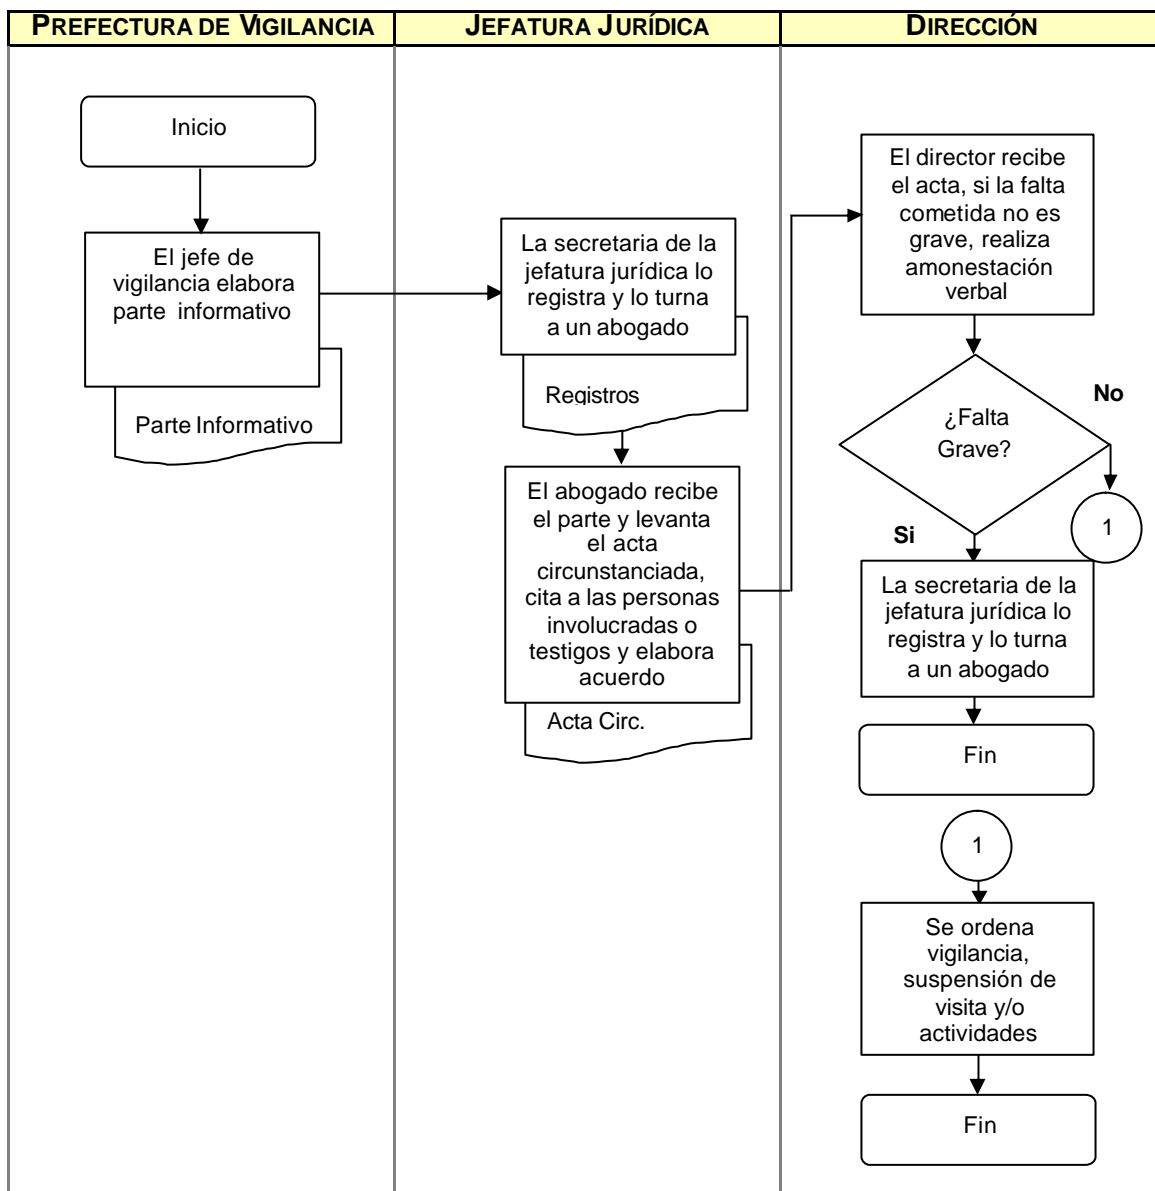 PREFECTURA DE VIGILANCIA
JEFATURA JURÍDICA
DIRECCIÓN
Inicio
El jefe de
vigilancia elabora
parte informativo
Parte Informativo
La secretaria de la
jefatura jurídica lo
registra y lo turna
a un abogado
Registros
El abogado recibe
el parte y levanta
el acta
circunstanciada,
cita a las personas
involucradas o
testigos y elabora
acuerdo
Acta Circ.
El director recibe
el acta, si la falta
cometida no es
grave, realiza
amonestación
verbal
¿Falta
Grave?
No
1
Si
La secretaria de la
jefatura jurídica lo
registra y lo turna
a un abogado
Fin
1
Se ordena
vigilancia,
suspensión de
visita y/o
actividades
Fin